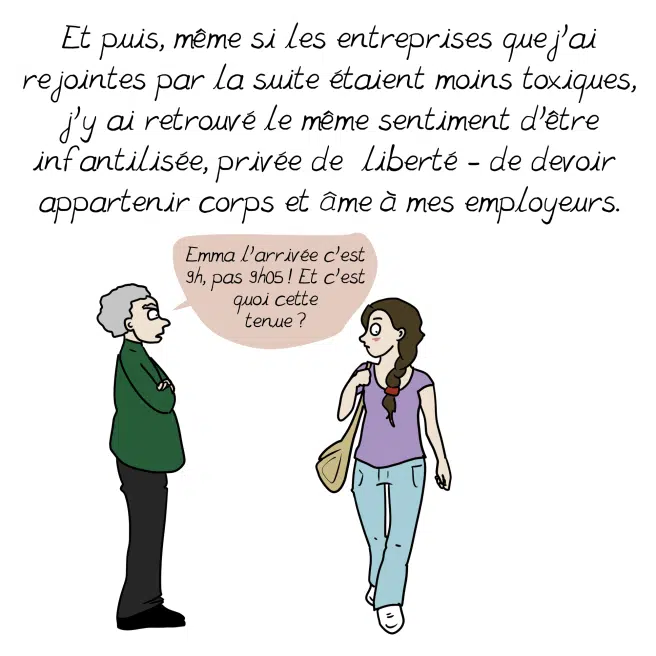 Et puis, même si les entreprises que j'ai
rejointes par la suite étaient moins toxiques,
j'y ai retrouvé le même sentiment d'être
infantilisée, privée de liberté - de devoir
appartenir corps et âme à mes employeurs.
Emma l'arrivée c'est
9h, pas 9h05 ! Et c'est
quoi cette
tenue ?